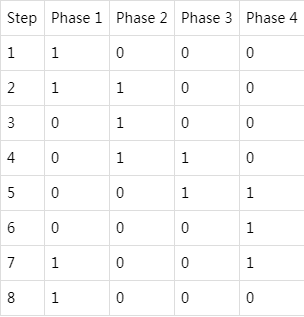 Step Phase 1 Phase 2 Phase 3 Phase 4
1 1 0 0 0
2 1 1 0 0
3 0 1 0 0
4 0 1 1 0
5 0 0 1 1
6 0 0 0 1
7 1 0 0 1
8 1 0 0 0